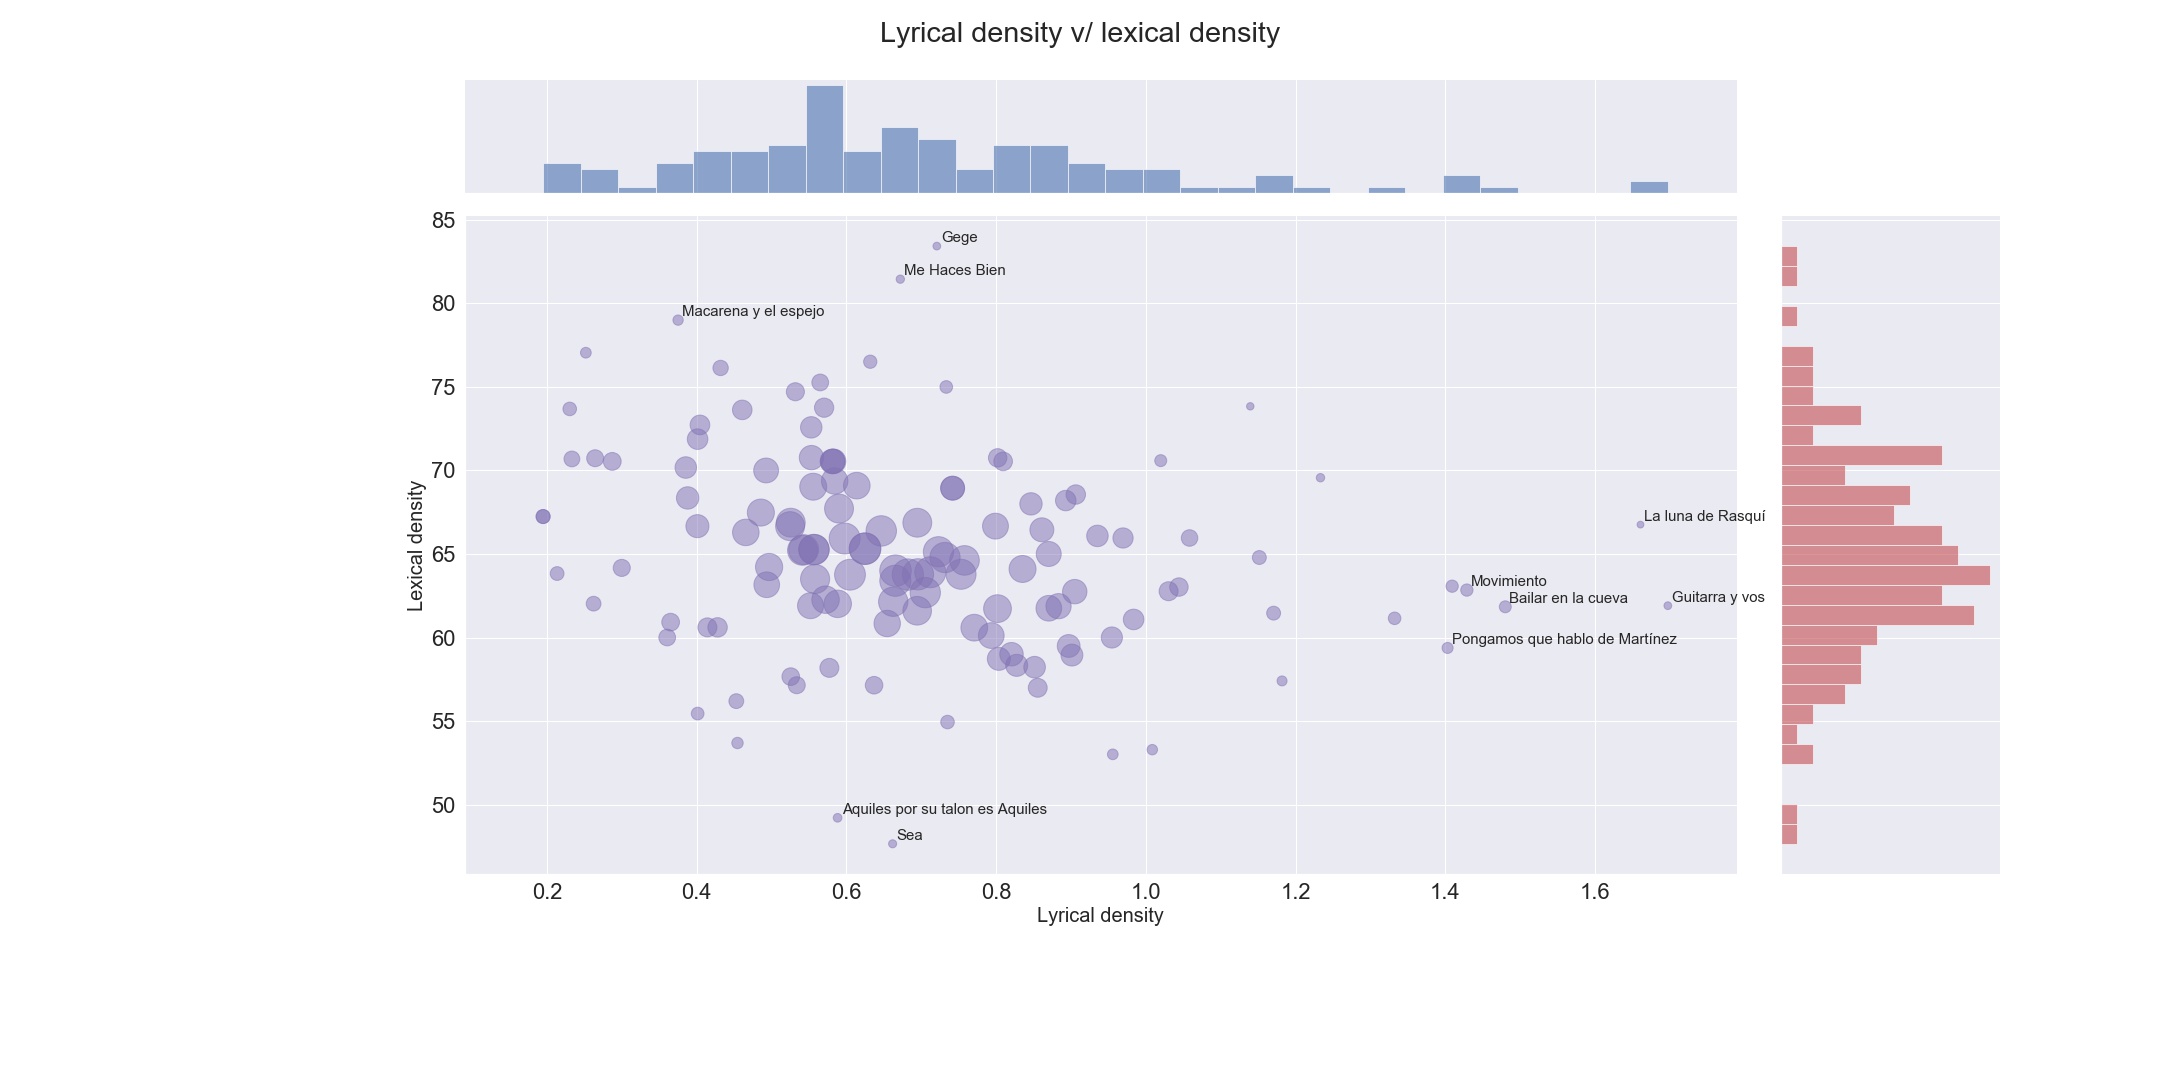 Lyrical density v/ lexical density
85
80
75
70
65
60
55
50
Lexical density
Gege
Me Haces Bien
Macarena y el espejo
La luna de Rasquí
Movimiento
Bailar en la cueva
Guitarra y vos
Pongamos que hablo de Martínez
Aquiles por su talon es Aquiles
Sea
0.2 0.4 0.6 0.8 1.0 1.2 1.4 1.6
Lyrical density